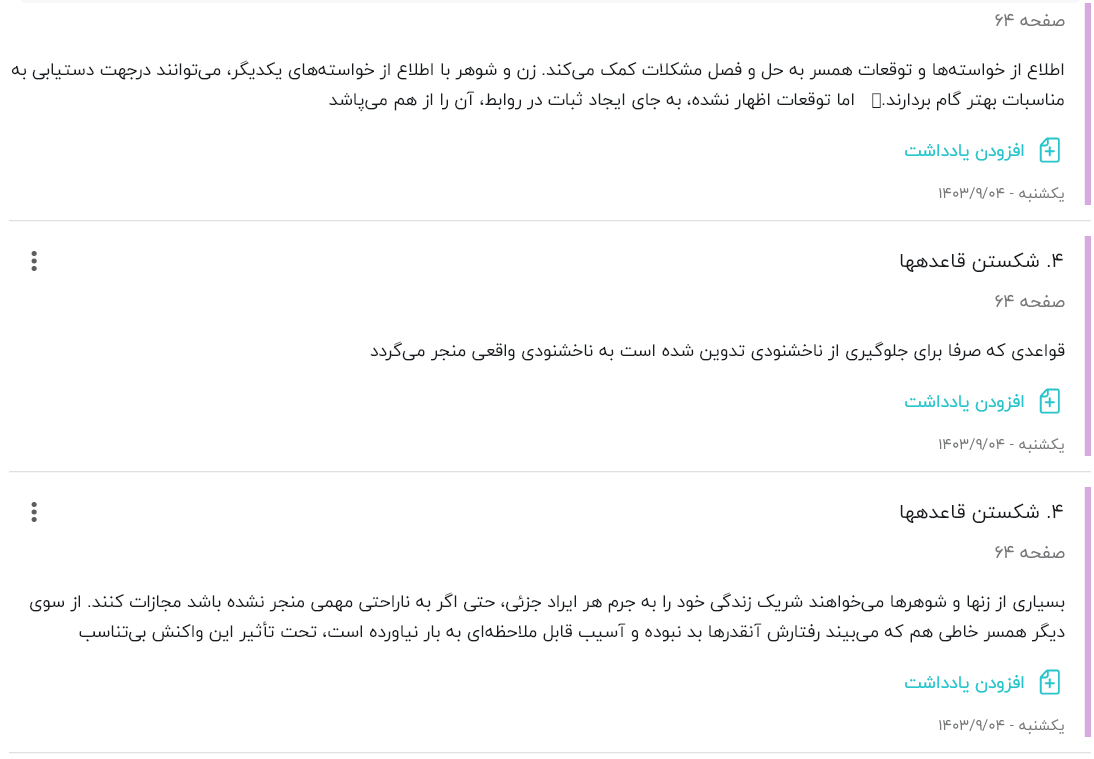 صفحه ۶۴
اطلاع از خواسته‌ها و توقعات همسر به حل و فصل مشکلات کمک می‌کند. زن و شوهر با اطلاع از خواسته‌های یکدیگر، می‌توانند درجهت دستیابی به
مناسبات بهتر گام بردارند.▯ اما توقعات اظهار نشده، به جای ایجاد ثبات در روابط، آن را از هم می‌پاشد
افزودن یادداشت
یکشنبه - ۱۴۰۳/۹/۰۴
۴. شکستن قاعدهها
صفحه ۶۴
قواعدی که صرفا برای جلوگیری از ناخشنودی تدوین شده است به ناخشنودی واقعی منجر می‌گردد
افزودن یادداشت
یکشنبه - ۱۴۰۳/۹/۰۴
۴. شکستن قاعدهها
صفحه ۶۴
بسیاری از زنها و شوهرها می‌خواهند شریک زندگی خود را به جرم هر ایراد جزئی، حتی اگر به ناراحتی مهمی منجر نشده باشد مجازات کنند. از سوی
دیگر همسر خاطی هم که می‌بیند رفتارش آنقدرها بد نبوده و آسیب قابل ملاحظه‌ای به بار نیاورده است، تحت تأثیر این واکنش بی‌تناسب
افزودن یادداشت
یکشنبه - ۱۴۰۳/۹/۰۴